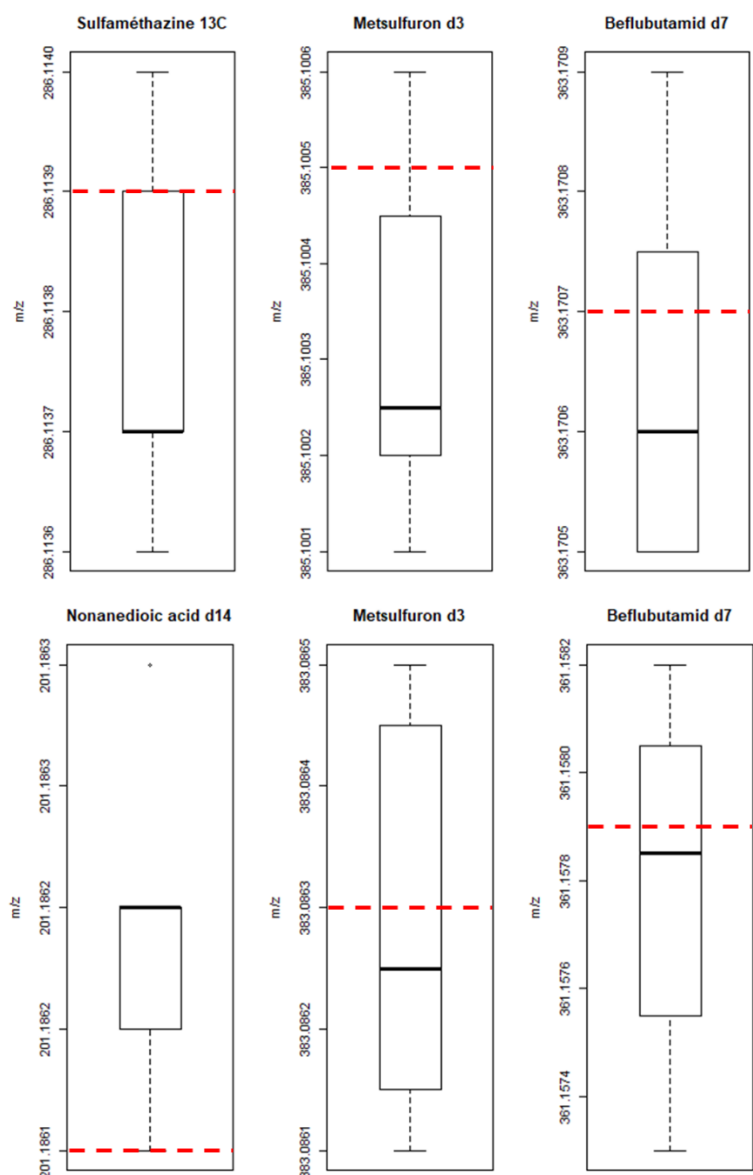 Sulfaméthazine 13C
m/z
286.1140
286.1139
286.1138
286.1137
286.1136
Metsulfuron d3
m/z
385.1006
385.1005
385.1004
385.1003
385.1002
385.1001
Beflubutamid d7
m/z
363.1709
363.1708
363.1707
363.1706
363.1705
Nonanedioic acid d14
m/z
201.1863
201.1863
201.1862
201.1862
201.1861
Metsulfuron d3
m/z
383.0865
383.0864
383.0863
383.0862
383.0861
Beflubutamid d7
m/z
361.1582
361.1580
361.1578
361.1576
361.1574